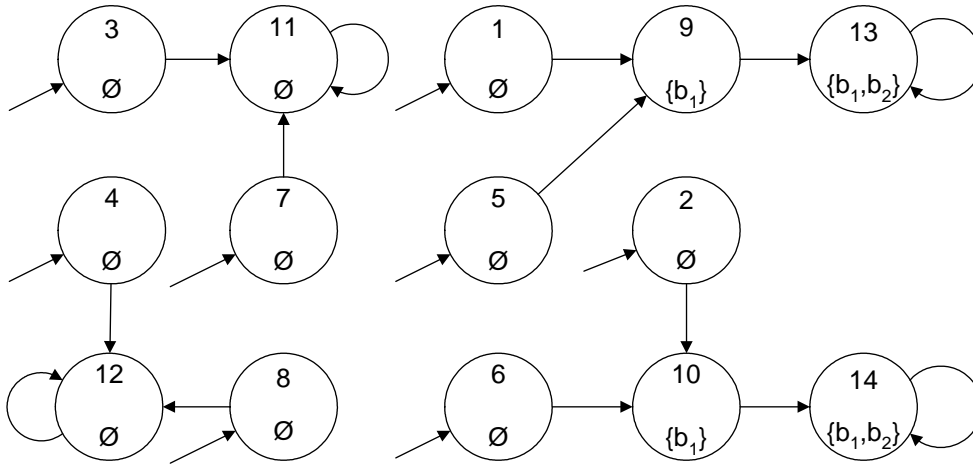 3 11 1 9 13
Ø Ø Ø {b₁} {b₁,b₂}
4 7 5 2
Ø Ø Ø Ø
12 8 6 10 14
Ø Ø Ø {b₁} {b₁,b₂}